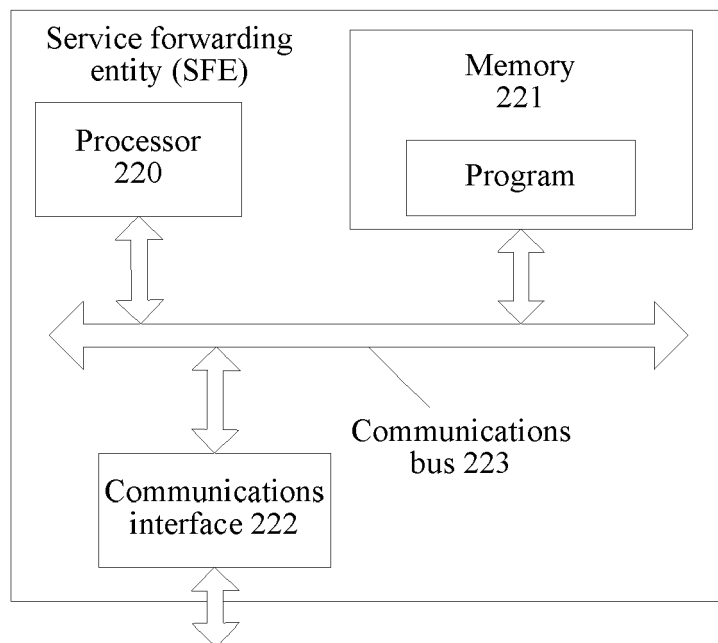 Service forwarding
entity (SFE)
Memory
221
Processor
220
Program
Communications
bus 223
Communications
interface 222